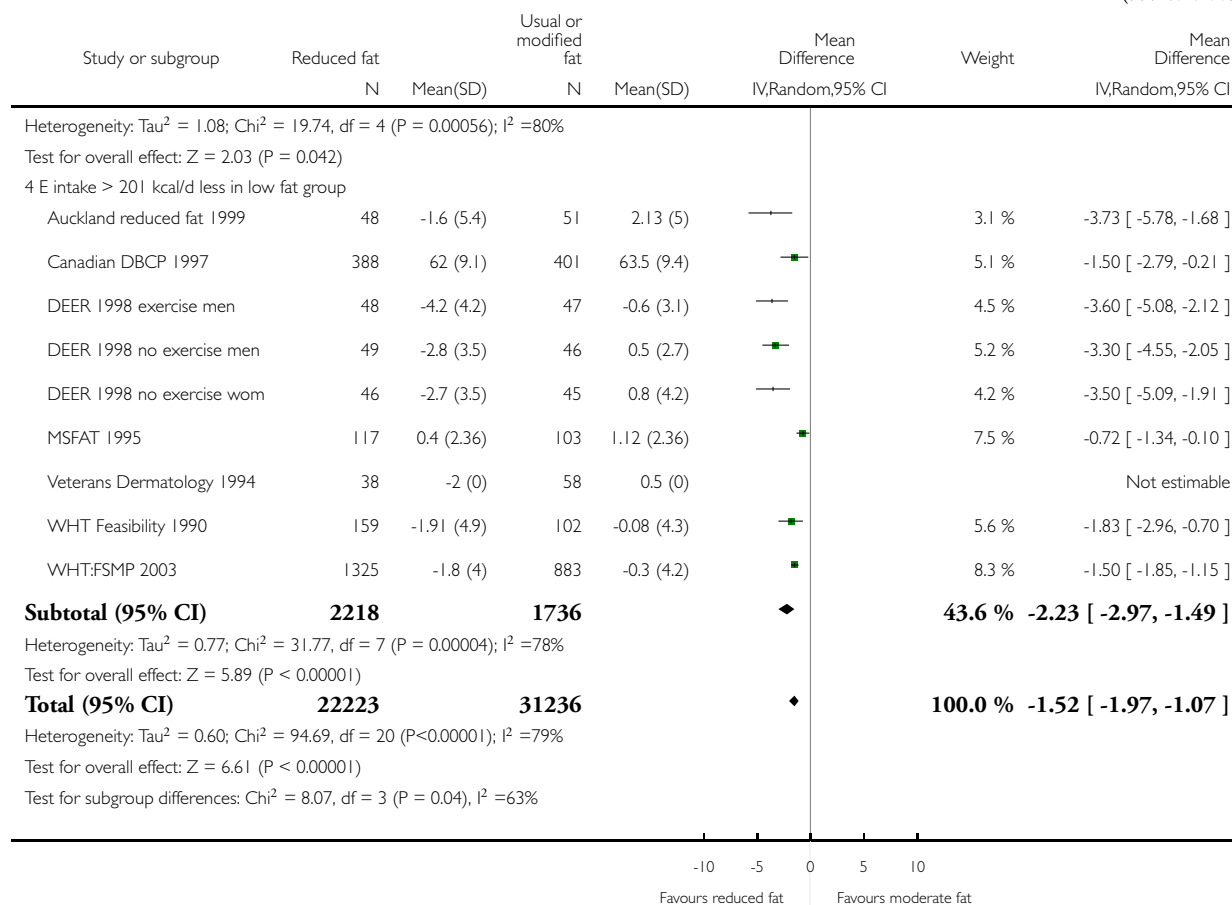 Study or subgroup Reduced fat Usual or modified fat Mean Difference Weight Mean Difference
N Mean(SD) N Mean(SD) IV,Random,95% CI IV,Random,95% CI
Heterogeneity: Tau² = 1.08; Chi² = 19.74, df = 4 (P = 0.00056); I² =80%
Test for overall effect: Z = 2.03 (P = 0.042)
4 E intake > 201 kcal/d less in low fat group
Auckland reduced fat 1999 48 -1.6 (5.4) 51 2.13 (5) 3.1 % -3.73 [ -5.78, -1.68 ]
Canadian DBCP 1997 388 62 (9.1) 401 63.5 (9.4) 5.1 % -1.50 [ -2.79, -0.21 ]
DEER 1998 exercise men 48 -4.2 (4.2) 47 -0.6 (3.1) 4.5 % -3.60 [ -5.08, -2.12 ]
DEER 1998 no exercise men 49 -2.8 (3.5) 46 0.5 (2.7) 5.2 % -3.30 [ -4.55, -2.05 ]
DEER 1998 no exercise wom 46 -2.7 (3.5) 45 0.8 (4.2) 4.2 % -3.50 [ -5.09, -1.91 ]
MSFAT 1995 117 0.4 (2.36) 103 1.12 (2.36) 7.5 % -0.72 [ -1.34, -0.10 ]
Veterans Dermatology 1994 38 -2 (0) 58 0.5 (0) Not estimable
WHT Feasibility 1990 159 -1.91 (4.9) 102 -0.08 (4.3) 5.6 % -1.83 [ -2.96, -0.70 ]
WHT:FSMP 2003 1325 -1.8 (4) 883 -0.3 (4.2) 8.3 % -1.50 [ -1.85, -1.15 ]
Subtotal (95% CI) 2218 1736 43.6 % -2.23 [ -2.97, -1.49 ]
Heterogeneity: Tau² = 0.77; Chi² = 31.77, df = 7 (P = 0.00004); I² =78%
Test for overall effect: Z = 5.89 (P < 0.00001)
Total (95% CI) 22223 31236 100.0 % -1.52 [ -1.97, -1.07 ]
Heterogeneity: Tau² = 0.60; Chi² = 94.69, df = 20 (P<0.00001); I² =79%
Test for overall effect: Z = 6.61 (P < 0.00001)
Test for subgroup differences: Chi² = 8.07, df = 3 (P = 0.04), I² =63%
-10 -5 0 5 10
Favours reduced fat Favours moderate fat